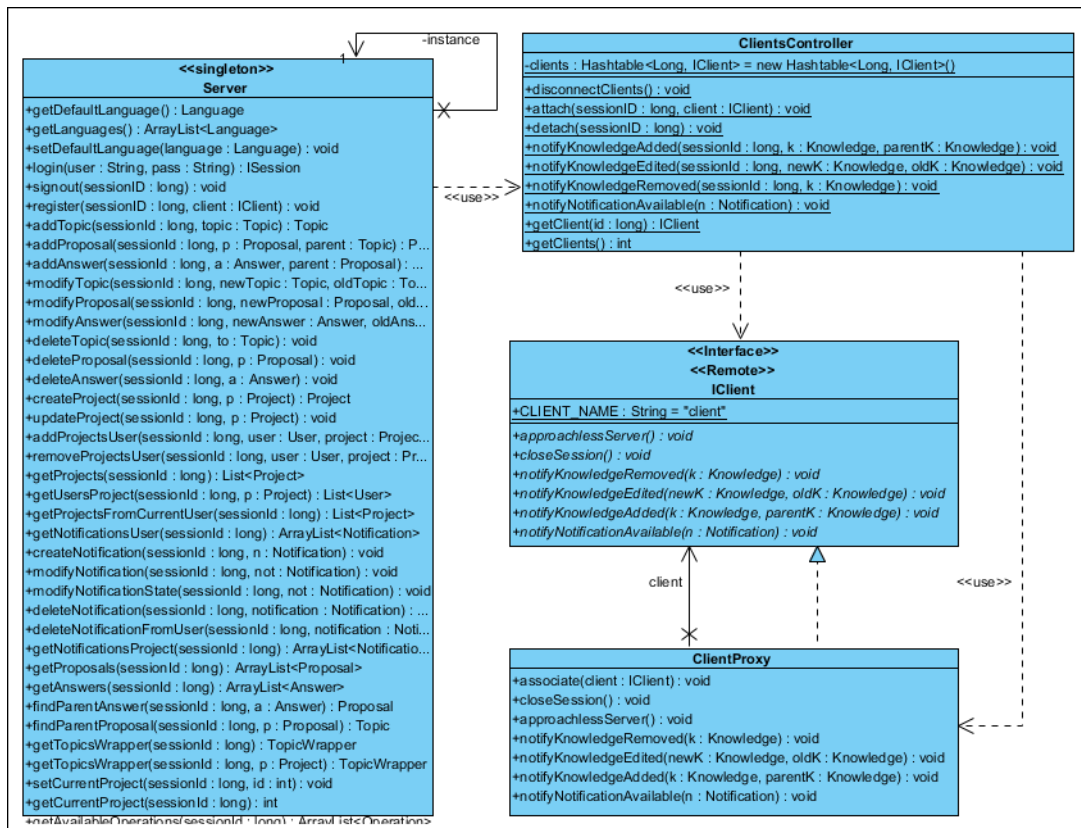 <<singleton>>
Server
+getDefaultLanguage() : Language
+getLanguages() : ArrayList<Language>
+setDefaultLanguage(language : Language) : void
+login(user : String, pass : String) : ISession
+signout(sessionID : long) : void
+register(sessionID : long, client : IClient) : void
+addTopic(sessionId : long, topic : Topic) : Topic
+addProposal(sessionId : long, p : Proposal, parent : Topic) : P...
+addAnswer(sessionId : long, a : Answer, parent : Proposal) : ...
+modifyTopic(sessionId : long, newTopic : Topic, oldTopic : To...
+modifyProposal(sessionId : long, newProposal : Proposal, old...
+modifyAnswer(sessionId : long, newAnswer : Answer, oldAns...
+deleteTopic(sessionId : long, to : Topic) : void
+deleteProposal(sessionId : long, p : Proposal) : void
+deleteAnswer(sessionId : long, a : Answer) : void
+createProject(sessionId : long, p : Project) : Project
+updateProject(sessionId : long, p : Project) : void
+addProjectsUser(sessionId : long, user : User, project : Projec...
+removeProjectsUser(sessionId : long, user : User, project : Pr...
+getProjects(sessionId : long) : List<Project>
+getUsersProject(sessionId : long, p : Project) : List<User>
+getProjectsFromCurrentUser(sessionId : long) : List<Project>
+getNotificationsUser(sessionId : long) : ArrayList<Notification>
+createNotification(sessionId : long, n : Notification) : void
+modifyNotification(sessionId : long, not : Notification) : void
+modifyNotificationState(sessionId : long, not : Notification) : void
+deleteNotification(sessionId : long, notification : Notification) : ...
+deleteNotificationFromUser(sessionId : long, notification : Noti...
+getNotificationsProject(sessionId : long) : ArrayList<Notificatio...
+getProposals(sessionId : long) : ArrayList<Proposal>
+getAnswers(sessionId : long) : ArrayList<Answer>
+findParentAnswer(sessionId : long, a : Answer) : Proposal
+findParentProposal(sessionId : long, p : Proposal) : Topic
+getTopicsWrapper(sessionId : long) : TopicWrapper
+getTopicsWrapper(sessionId : long, p : Project) : TopicWrapper
+setCurrentProject(sessionId : long, id : int) : void
+getCurrentProject(sessionId : long) : int
+getAvailableOperations(sessionId : long) : ArrayList<Operation>
-instance
1
<<use>>
ClientsController
-clients : Hashtable<Long, IClient> = new Hashtable<Long, IClient>()
+disconnectClients() : void
+attach(sessionID : long, client : IClient) : void
+detach(sessionID : long) : void
+notifyKnowledgeAdded(sessionId : long, k : Knowledge, parentK : Knowledge) : void
+notifyKnowledgeEdited(sessionId : long, newK : Knowledge, oldK : Knowledge) : void
+notifyKnowledgeRemoved(sessionId : long, k : Knowledge) : void
+notifyNotificationAvailable(n : Notification) : void
+getClient(id : long) : IClient
+getClients() : int
<<use>>
<<Interface>>
<<Remote>>
IClient
+CLIENT_NAME : String = "client"
+approachlessServer() : void
+closeSession() : void
+notifyKnowledgeRemoved(k : Knowledge) : void
+notifyKnowledgeEdited(newK : Knowledge, oldK : Knowledge) : void
+notifyKnowledgeAdded(k : Knowledge, parentK : Knowledge) : void
+notifyNotificationAvailable(n : Notification) : void
client
<<use>>
ClientProxy
+associate(client : IClient) : void
+closeSession() : void
+approachlessServer() : void
+notifyKnowledgeRemoved(k : Knowledge) : void
+notifyKnowledgeEdited(newK : Knowledge, oldK : Knowledge) : void
+notifyKnowledgeAdded(k : Knowledge, parentK : Knowledge) : void
+notifyNotificationAvailable(n : Notification) : void